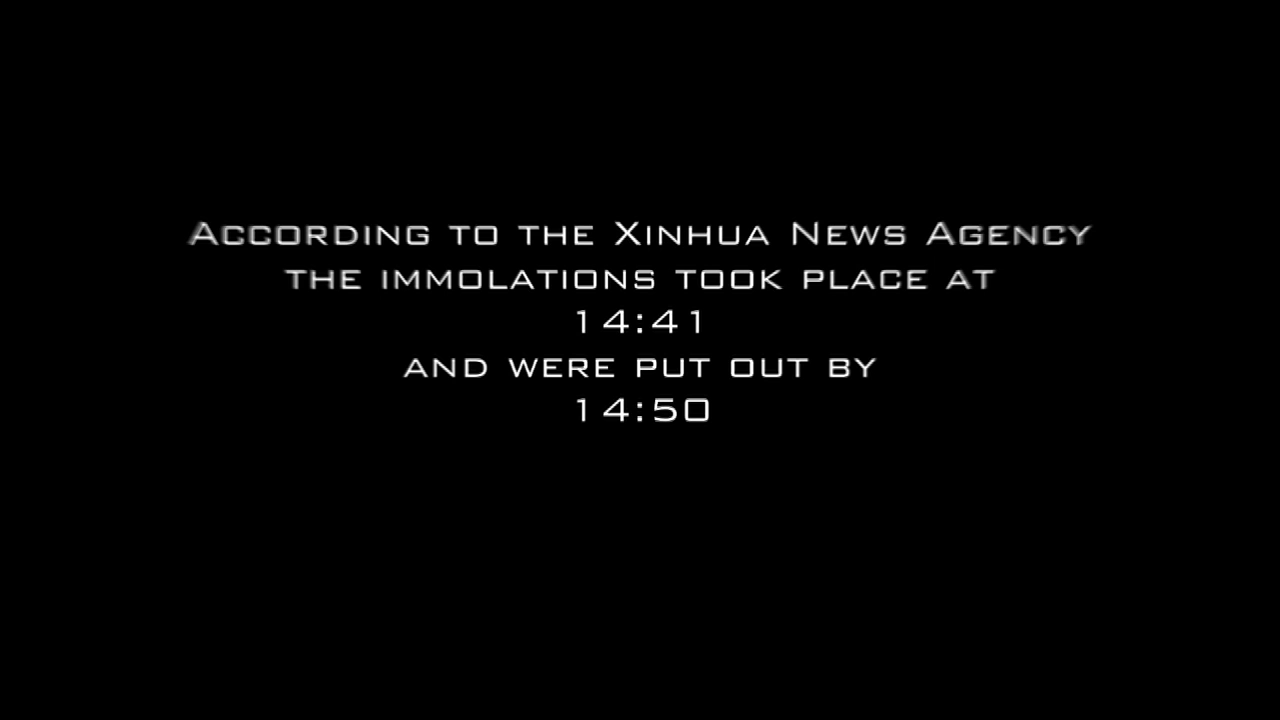 According to the Xinhua News Agency
the immolations took place at
14:41
and were put out by
14:50